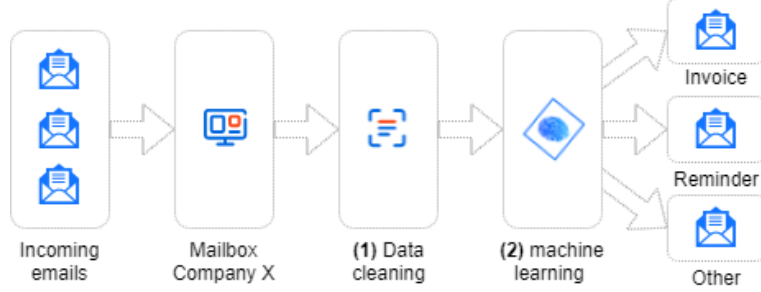 Invoice
Reminder
Incoming
emails
Mailbox
Company X
(1) Data
cleaning
(2) machine
learning
Other